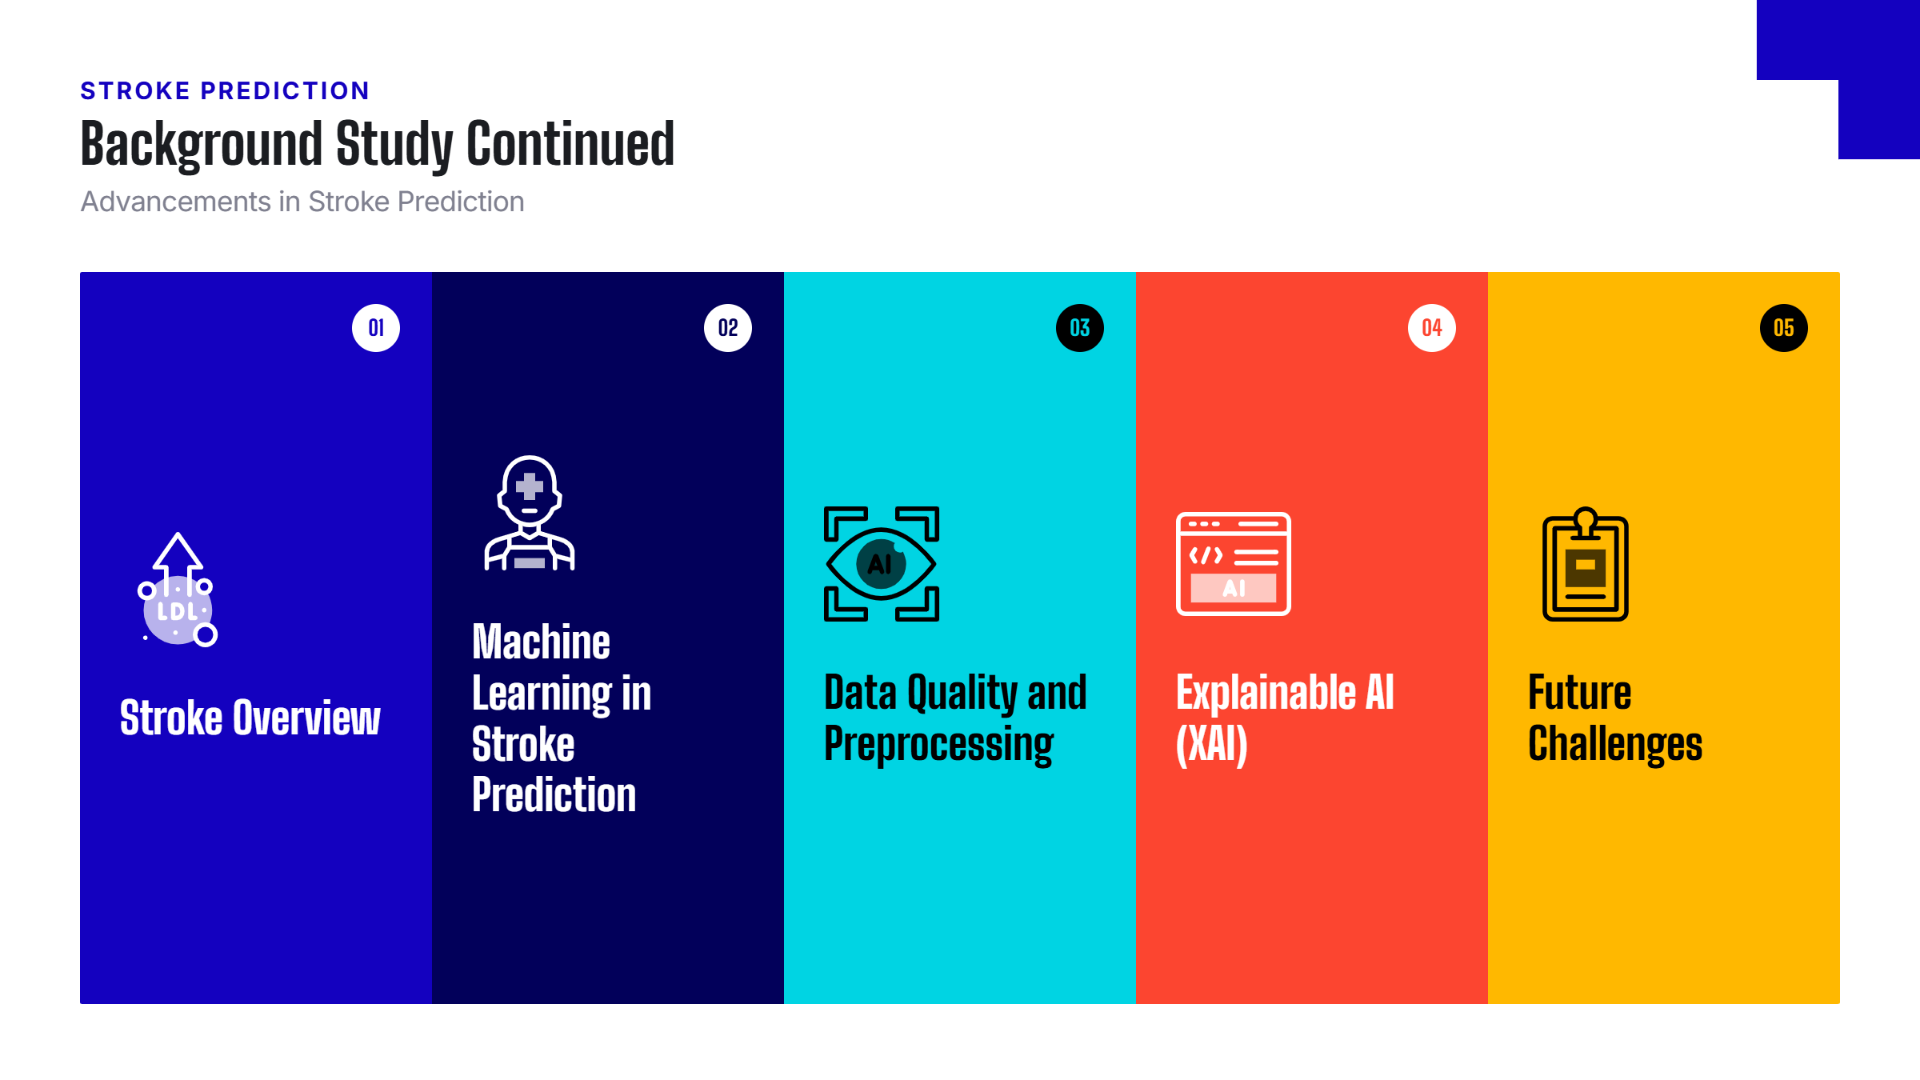 STROKE PREDICTION
Background Study Continued
Advancements in Stroke Prediction
01
LDL
Stroke Overview
02
Machine
Learning in
Stroke
Prediction
03
AI
Data Quality and
Preprocessing
04
</>
AI
Explainable AI
(XAI)
05
Future
Challenges